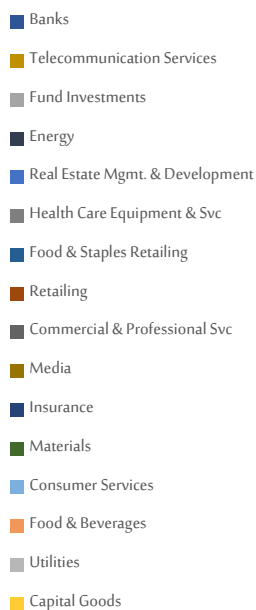 Banks
Telecommunication Services
Fund Investments
Energy
Real Estate Mgmt. & Development
Health Care Equipment & Svc
Food & Staples Retailing
Retailing
Commercial & Professional Svc
Media
Insurance
Materials
Consumer Services
Food & Beverages
Utilities
Capital Goods